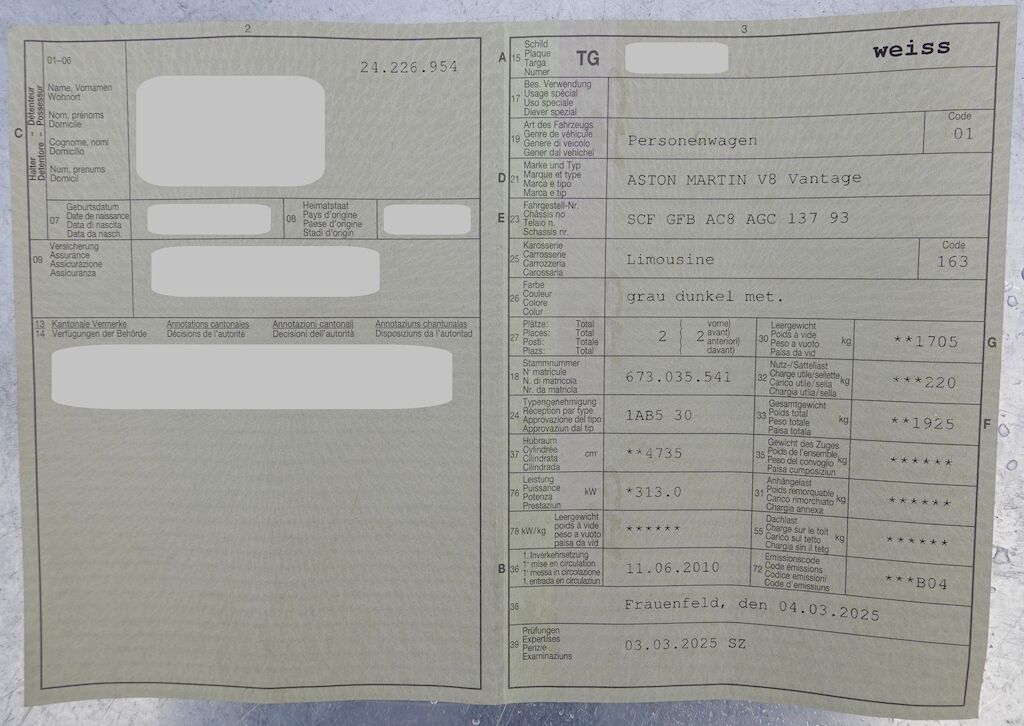 2
01–06
24.226.954
C
Halter -- Détenteur
Detentore -- Possessur
Name, Vornamen
Wohnort
Nom, prénoms
Domicile
Cognome, nomi
Domicilio
Num, prenums
Domicil
07
Geburtsdatum
Date de naissance
Data di nascita
Data da nasch.
08
Heimatstaat
Pays d'origine
Paese d'origine
Stadi d'origin
09
Versicherung
Assurance
Assicurazione
Assicuranza
13
14
Kantonale Vermerke
Verfügungen der Behörde
Annotations cantonales
Décisions de l'autorité
Annotazioni cantonali
Decisioni dell'autorità
Annotaziuns chantunalas
Disposiziuns da l'autoritad
3
A
15
Schild
Plaque
Targa
Numer
TG
weiss
17
Bes. Verwendung
Usage spécial
Uso speciale
Diever spezial
19
Art des Fahrzeugs
Genre de véhicule
Genere di veicolo
Gener dal vehichel
Personenwagen
Code
01
D
21
Marke und Typ
Marque et type
Marca e tipo
Marca e tip
ASTON MARTIN V8 Vantage
E
23
Fahrgestell-Nr.
Châssis no
Telaio n.
Schassis nr.
SCF GFB AC8 AGC 137 93
25
Karosserie
Carrosserie
Carrozzeria
Carossaria
Limousine
Code
163
26
Farbe
Couleur
Colore
Colur
grau dunkel met.
27
Plätze: Total
Places: Total
Posti: Totale
Plazs: Total
2
2
vorne)
avant)
anteriori)
davant)
30
Leergewicht
Poids à vide
Peso a vuoto
Paisa da vid
kg
**1705
G
18
Stammnummer
N° matricule
N. di matricola
Nr. da matricla
673.035.541
32
Nutz-/Sattellast
Charge utile/sellette
Carico utile/sella
Chargia utila/sella
kg
***220
24
Typengenehmigung
Réception par type
Approvazione del tipo
Approvaziun dal tip
1AB5 30
33
Gesamtgewicht
Poids total
Peso totale
Paisa totala
kg
**1925
F
37
Hubraum
Cylindrée
Cilindrata
Cilindrada
cm³
**4735
35
Gewicht des Zuges
Poids de l'ensemble
Peso del convoglio
Paisa cumposiziun
kg
******
76
Leistung
Puissance
Potenza
Prestaziun
kW
*313.0
31
Anhängelast
Poids remorquable
Carico rimorchiato
Chargia annexa
kg
******
78 kW/kg
Leergewicht
poids à vide
peso a vuoto
paisa da vid
******
55
Dachlast
Charge sur le toit
Carico sul tetto
Chargia sin il tetg
kg
******
B
36
1. Inverkehrsetzung
1re mise en circulation
1a messa in circolazione
1. entrada en circulaziun
11.06.2010
72
Emissionscode
Code émissions
Codice emissioni
Code d'emissiuns
***B04
38
Frauenfeld, den 04.03.2025
39
Prüfungen
Expertises
Perizie
Examinaziuns
03.03.2025 SZ